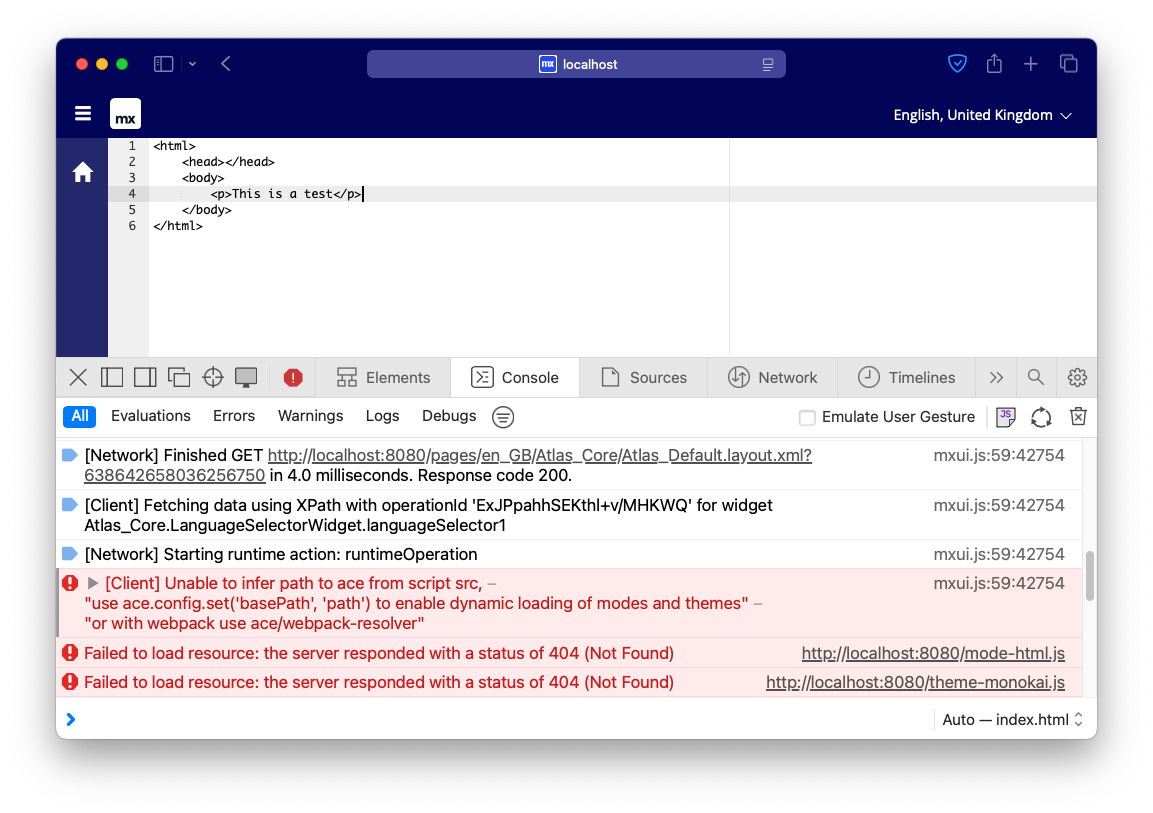 mx localhost
mx
English, United Kingdom
1 <html>
2 <head></head>
3 <body>
4 <p>This is a test</p>
5 </body>
6 </html>
Elements Console Sources Network Timelines
All Evaluations Errors Warnings Logs Debugs Emulate User Gesture JS
[Network] Finished GET http://localhost:8080/pages/en_GB/Atlas_Core/Atlas_Default.layout.xml? mxui.js:59:42754
638642658036256750 in 4.0 milliseconds. Response code 200.
[Client] Fetching data using XPath with operationId 'ExJPpahhSEKthl+v/MHKWQ' for widget mxui.js:59:42754
Atlas_Core.LanguageSelectorWidget.languageSelector1
[Network] Starting runtime action: runtimeOperation mxui.js:59:42754
[Client] Unable to infer path to ace from script src, – mxui.js:59:42754
"use ace.config.set('basePath', 'path') to enable dynamic loading of modes and themes" –
"or with webpack use ace/webpack-resolver"
Failed to load resource: the server responded with a status of 404 (Not Found) http://localhost:8080/mode-html.js
Failed to load resource: the server responded with a status of 404 (Not Found) http://localhost:8080/theme-monokai.js
Auto — index.html